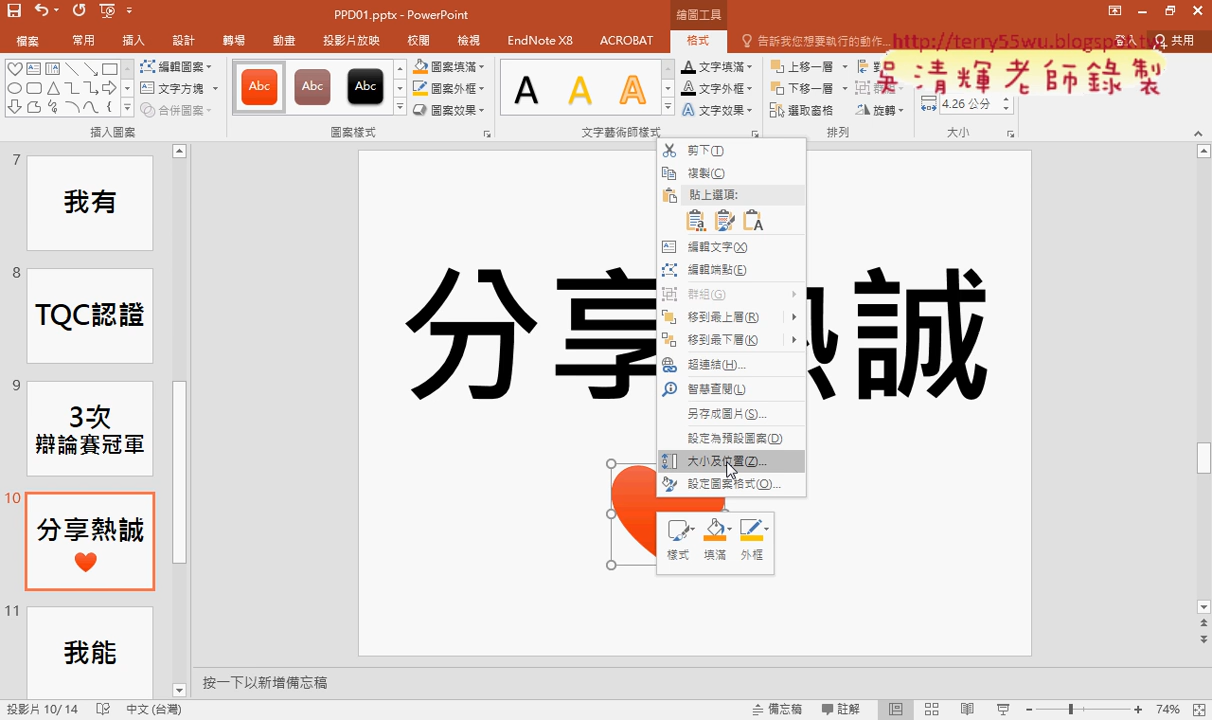 PPD01.pptx - PowerPoint
繪圖工具
檔案 常用 插入 設計 轉場 動畫 投影片放映 校閱 檢視 EndNote X8 ACROBAT 格式 告訴我您想要執行的動作... 登入 共用
http://terry55wu.blogspot.tw
吳清輝老師錄製
編輯圖案 Abc Abc Abc 圖案填滿 A A A 文字填滿 上移一層
文字方塊 圖案外框 文字外框 下移一層
合併圖案 圖案效果 文字效果 選取窗格 旋轉 4.26 公分
插入圖案 圖案樣式 文字藝術師樣式 排列 大小
7
我有
8
TQC認證
9
3次
辯論賽冠軍
10
分享熱誠
11
我能
分享熱誠
剪下(T)
複製(C)
貼上選項:
編輯文字(X)
編輯端點(E)
群組(G)
移到最上層(R)
移到最下層(K)
超連結(H)...
智慧查閱(L)
另存成圖片(S)...
設定為預設圖案(D)
大小及位置(Z)...
設定圖案格式(O)...
樣式 填滿 外框
按一下以新增備忘稿
投影片 10/14 中文 (台灣) 備忘稿 註解 74%